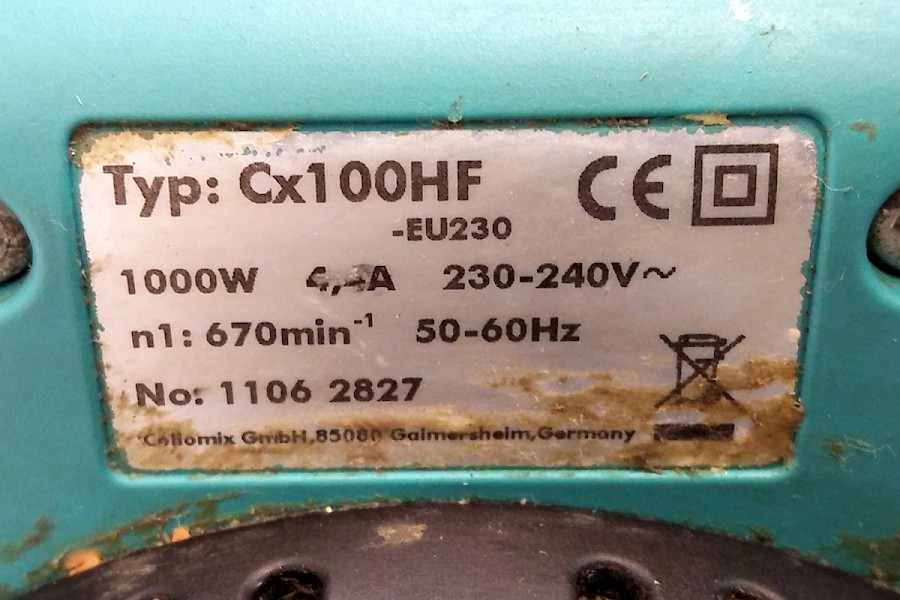 Typ: Cx100HF
CE
-EU230
1000W 4,4A 230-240V~
n1: 670min⁻¹ 50-60Hz
No: 1106 2827
Collomix GmbH,85080 Gaimersheim,Germany